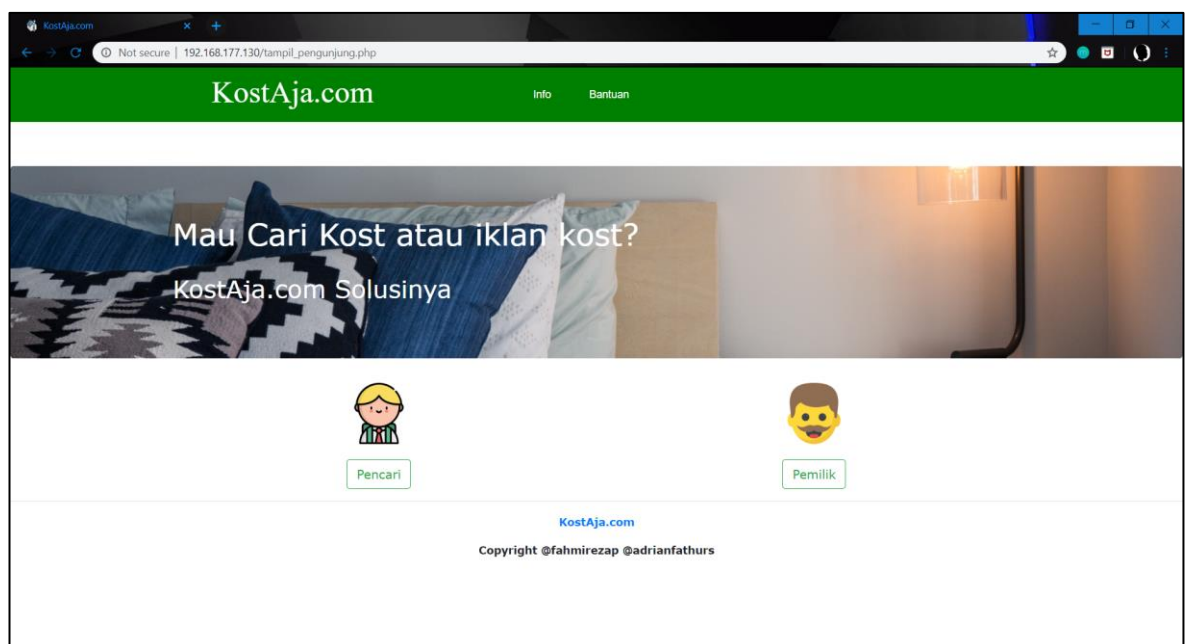 KostAja.com
Not secure | 192.168.177.130/tampil_pengunjung.php
KostAja.com Info Bantuan
Mau Cari Kost atau iklan kost?
KostAja.com Solusinya
Pencari Pemilik
KostAja.com
Copyright @fahmirezap @adrianfathurs